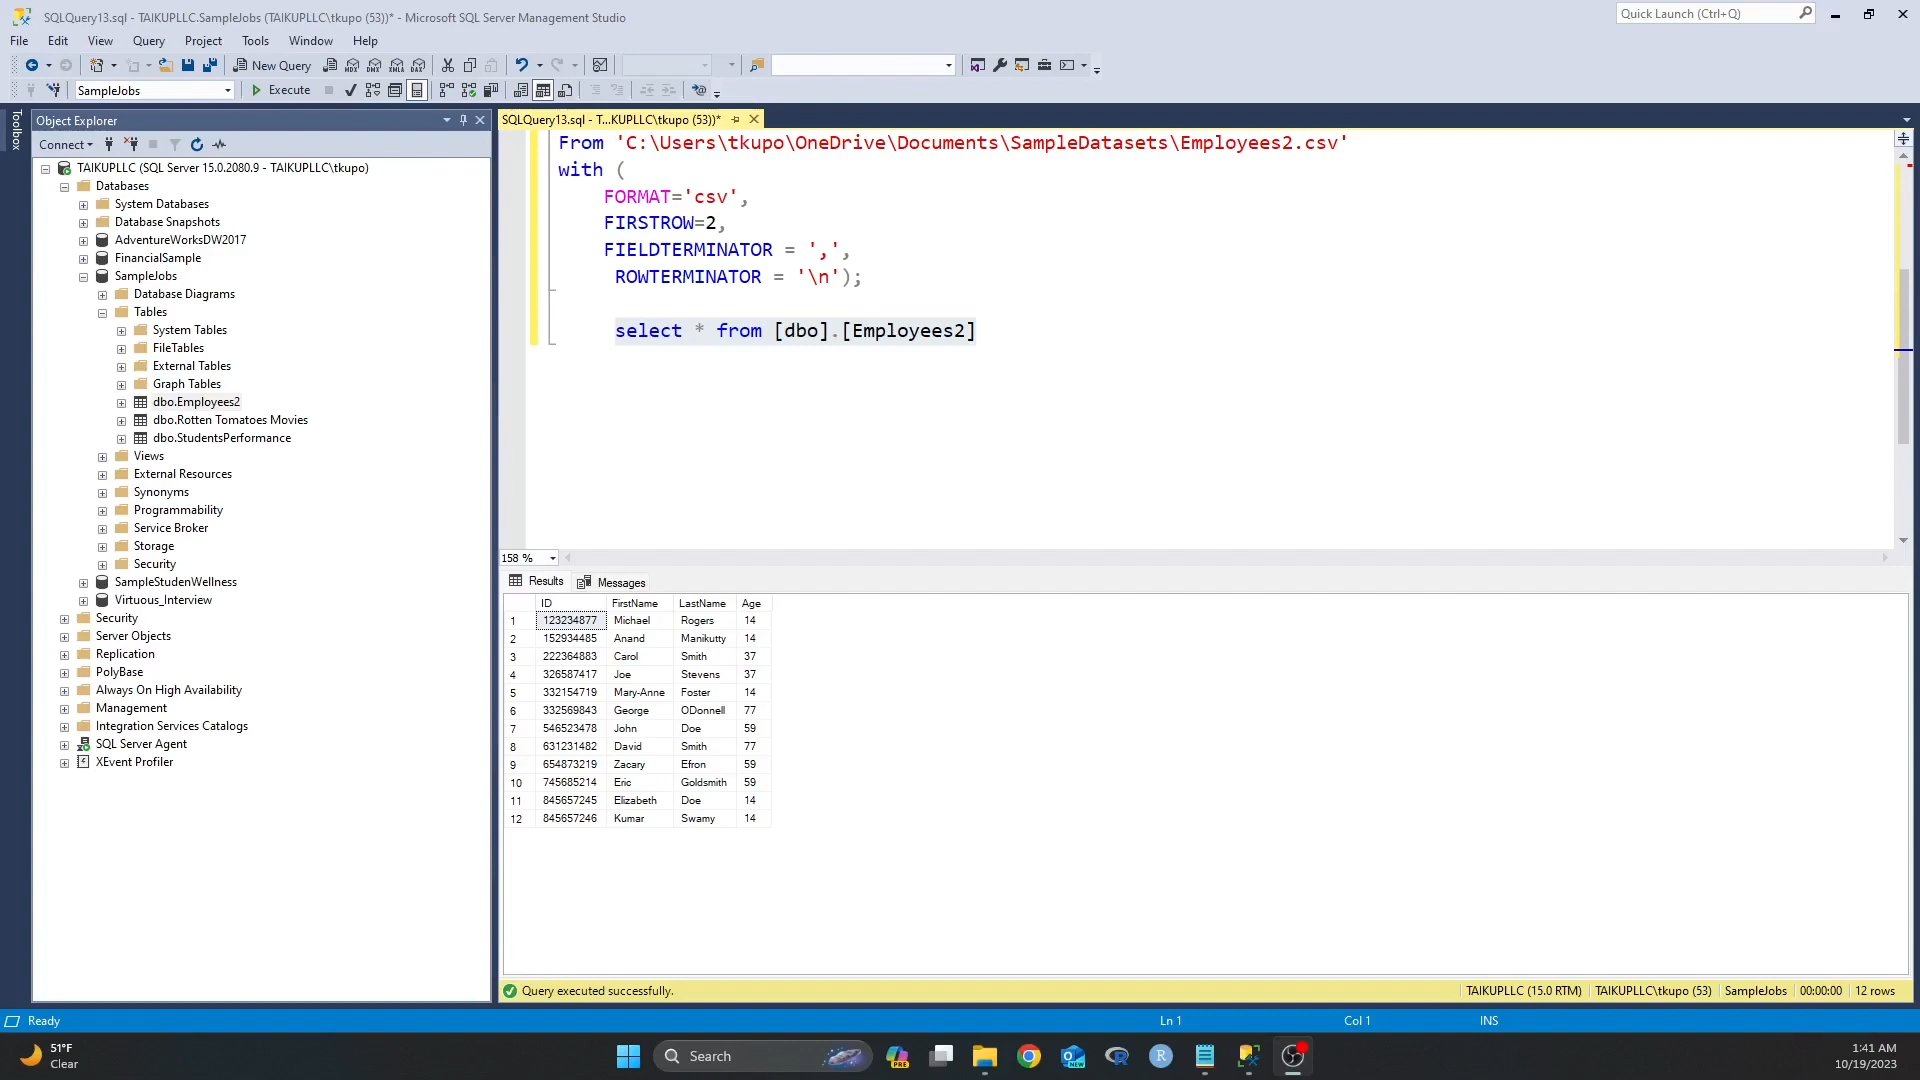 SQLQuery13.sql - TAIKUPLLC.SampleJobs (TAIKUPLLC\tkupo (53))* - Microsoft SQL Server Management Studio
Quick Launch (Ctrl+Q)
File Edit View Query Project Tools Window Help
New Query
MDX DMX XMLA DAX
SampleJobs Execute
Toolbox
Object Explorer
SQLQuery13.sql - T...KUPLLC\tkupo (53))*
Connect
TAIKUPLLC (SQL Server 15.0.2080.9 - TAIKUPLLC\tkupo)
Databases
System Databases
Database Snapshots
AdventureWorksDW2017
FinancialSample
SampleJobs
Database Diagrams
Tables
System Tables
FileTables
External Tables
Graph Tables
dbo.Employees2
dbo.Rotten Tomatoes Movies
dbo.StudentsPerformance
Views
External Resources
Synonyms
Programmability
Service Broker
Storage
Security
SampleStudenWellness
Virtuous_Interview
Security
Server Objects
Replication
PolyBase
Always On High Availability
Management
Integration Services Catalogs
SQL Server Agent
XEvent Profiler
From 'C:\Users\tkupo\OneDrive\Documents\SampleDatasets\Employees2.csv'
with (
FORMAT='csv',
FIRSTROW=2,
FIELDTERMINATOR = ',',
ROWTERMINATOR = '\n');
select * from [dbo].[Employees2]
158 %
Results Messages
ID FirstName LastName Age
1 123234877 Michael Rogers 14
2 152934485 Anand Manikutty 14
3 222364883 Carol Smith 37
4 326587417 Joe Stevens 37
5 332154719 Mary-Anne Foster 14
6 332569843 George ODonnell 77
7 546523478 John Doe 59
8 631231482 David Smith 77
9 654873219 Zacary Efron 59
10 745685214 Eric Goldsmith 59
11 845657245 Elizabeth Doe 14
12 845657246 Kumar Swamy 14
Query executed successfully.
TAIKUPLLC (15.0 RTM) TAIKUPLLC\tkupo (53) SampleJobs 00:00:00 12 rows
Ready Ln 1 Col 1 INS
51°F
Clear
Search
PRE
NEW
R
R
1:41 AM
10/19/2023